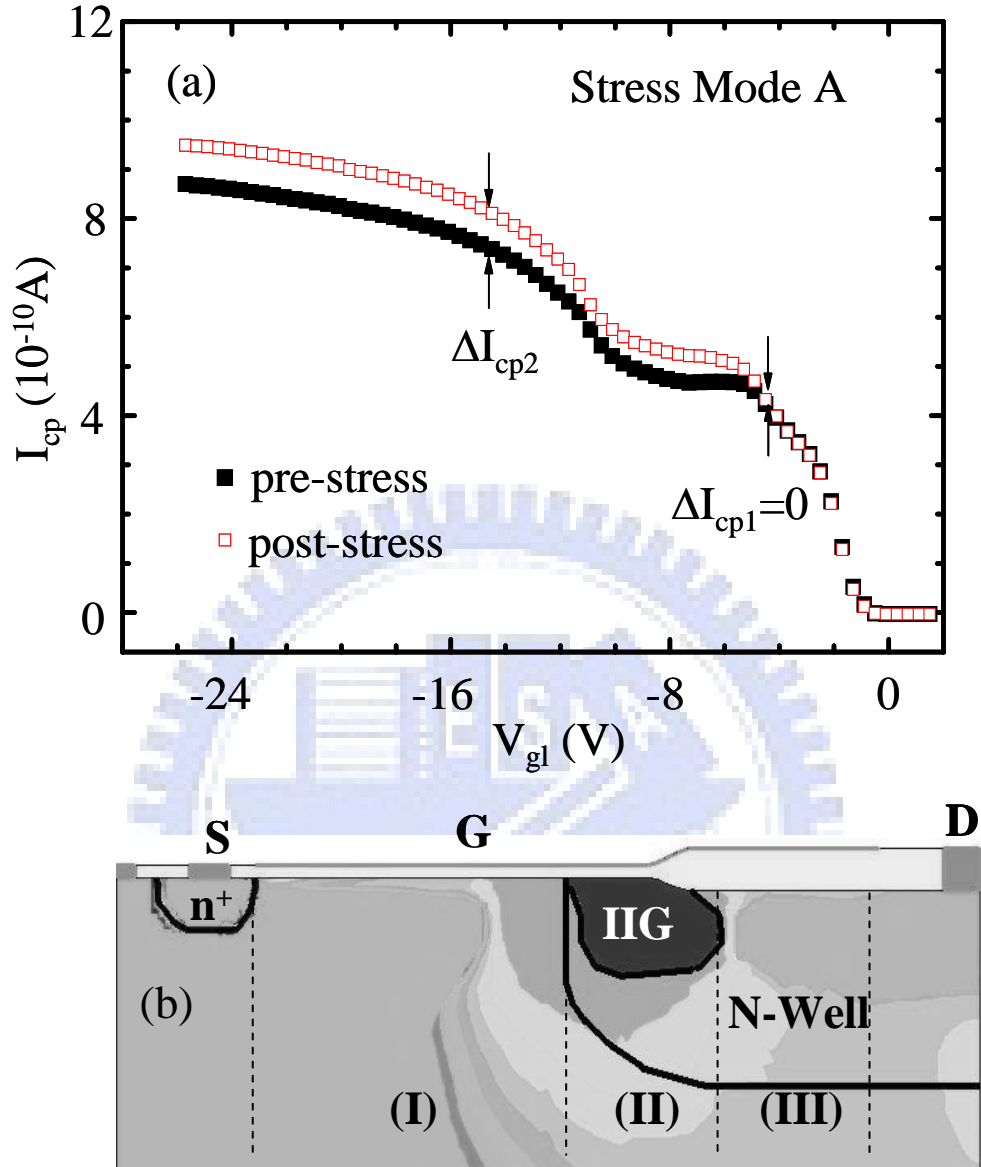 12
(a)
Stress Mode A
8
ΔI_cp2
4
ΔI_cp1=0
pre-stress
post-stress
0
I_cp (10^-10A)
-24 -16 -8 0
V_gl (V)
S G D
n+
IIG
(b)
N-Well
(I) (II) (III)